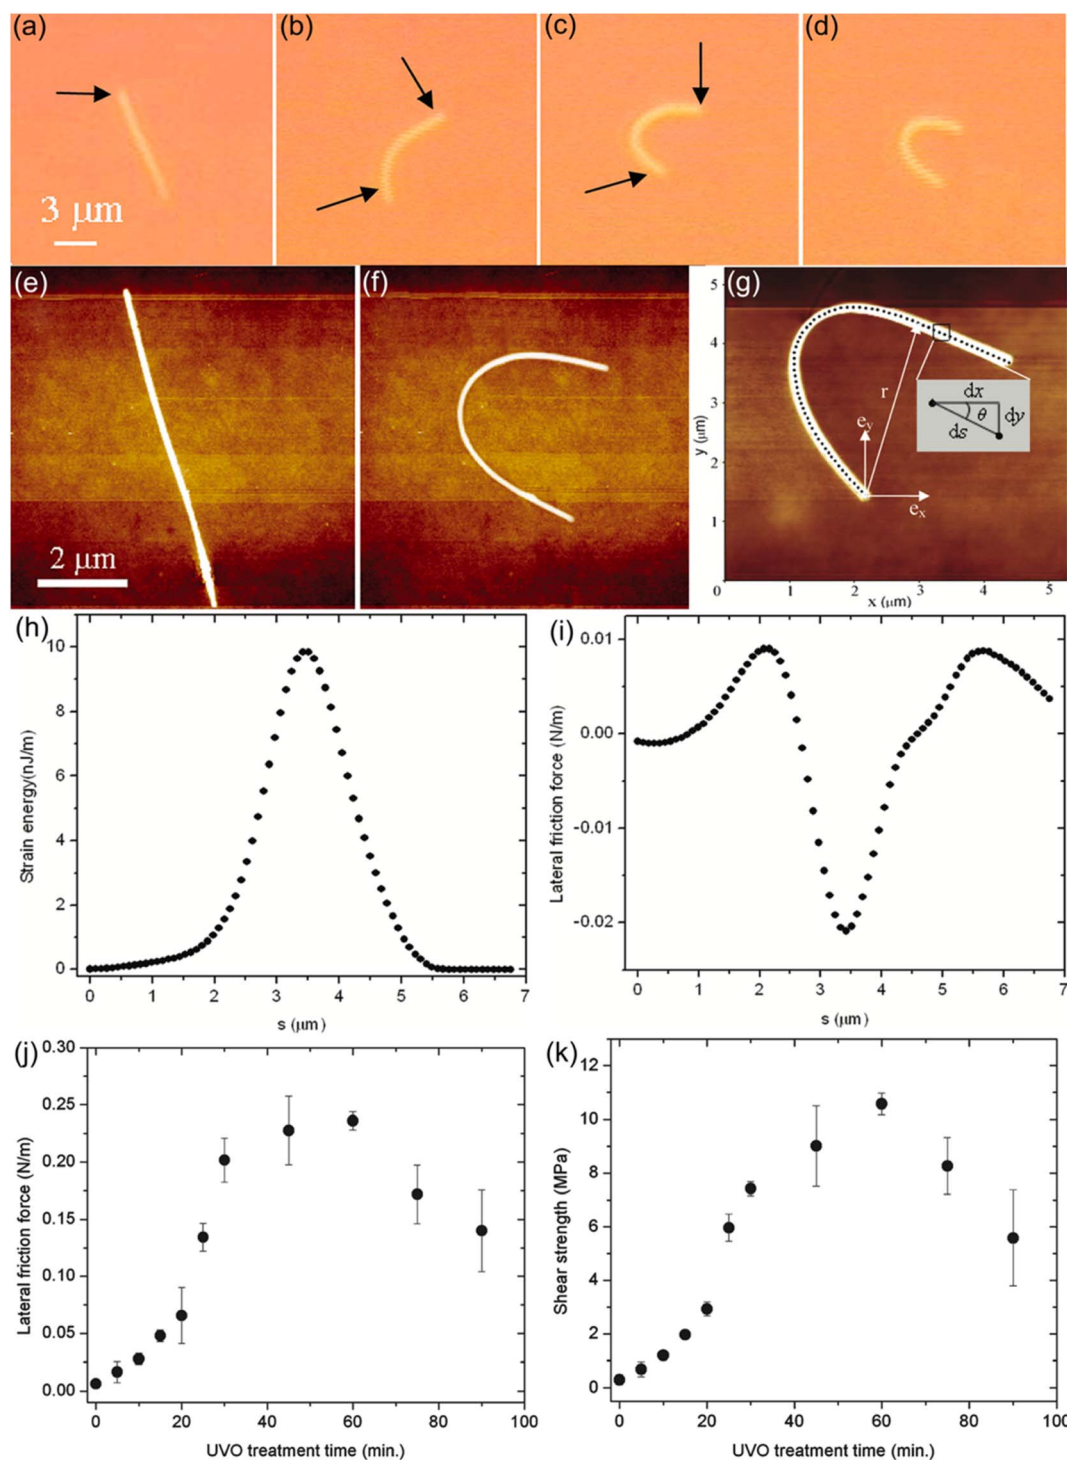 (a)
(b)
(c)
(d)
3 μm
(e)
(f)
(g)
2 μm
5
4
3
2
1
0
y (μm)
r
e_y
e_x
dx
θ
dy
ds
1
2
3
4
5
x (μm)
(h)
10
8
6
4
2
0
Strain energy(nJ/m)
0 1 2 3 4 5 6 7
s (μm)
(i)
0.01
0.00
-0.01
-0.02
Lateral friction force (N/m)
0 1 2 3 4 5 6 7
s (μm)
(j)
0.30
0.25
0.20
0.15
0.10
0.05
0.00
Lateral friction force (N/m)
0 20 40 60 80 100
UVO treatment time (min.)
(k)
12
10
8
6
4
2
0
Shear strength (MPa)
0 20 40 60 80 100
UVO treatment time (min.)